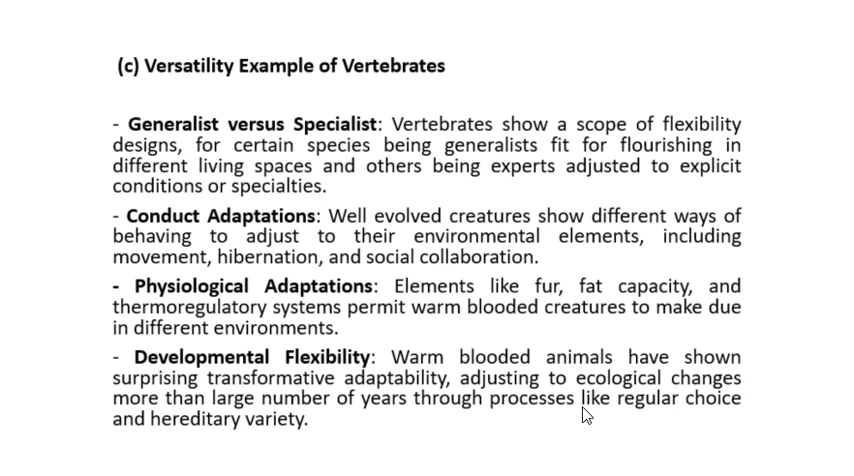 (c) Versatility Example of Vertebrates
- Generalist versus Specialist: Vertebrates show a scope of flexibility
designs, for certain species being generalists fit for flourishing in
different living spaces and others being experts adjusted to explicit
conditions or specialties.
- Conduct Adaptations: Well evolved creatures show different ways of
behaving to adjust to their environmental elements, including
movement, hibernation, and social collaboration.
- Physiological Adaptations: Elements like fur, fat capacity, and
thermoregulatory systems permit warm blooded creatures to make due
in different environments.
- Developmental Flexibility: Warm blooded animals have shown
surprising transformative adaptability, adjusting to ecological changes
more than large number of years through processes like regular choice
and hereditary variety.